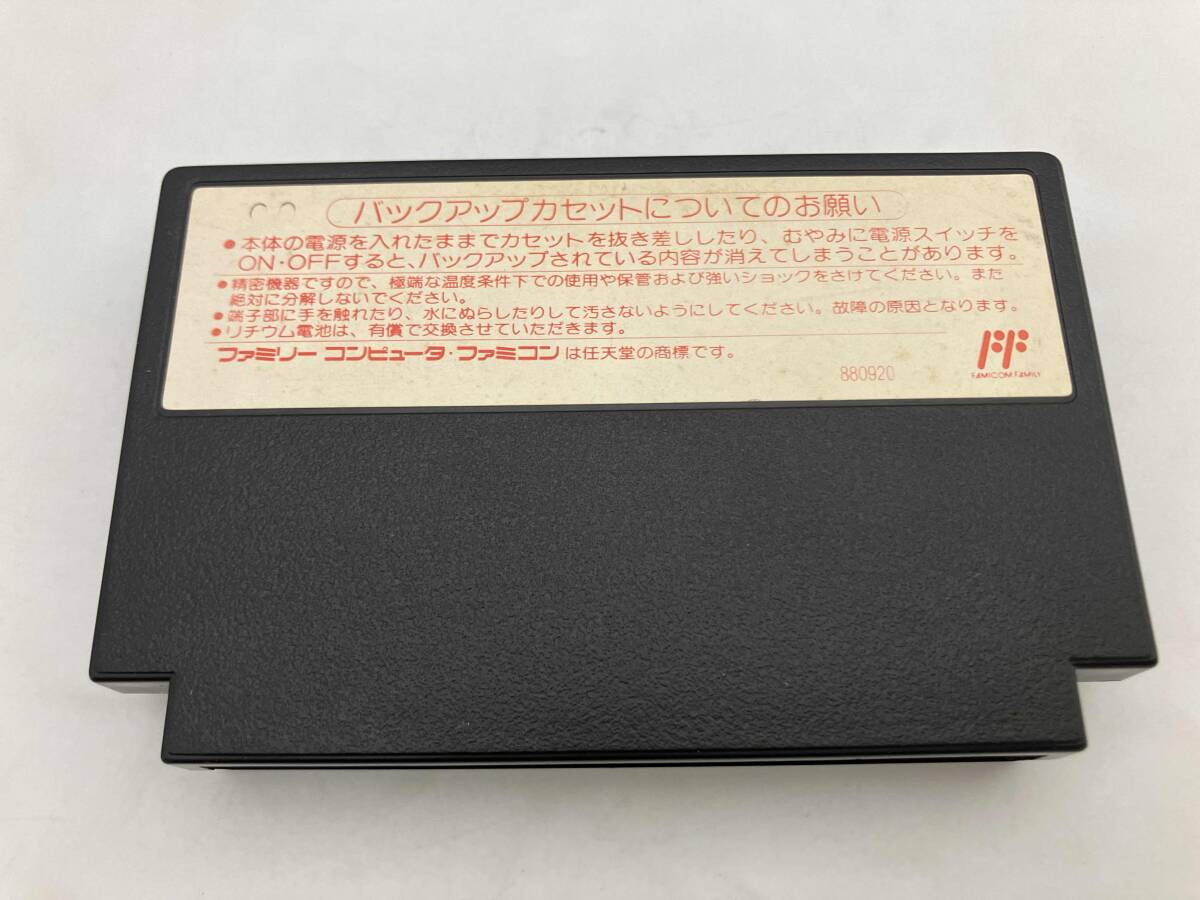 バックアップカセットについてのお願い
●本体の電源を入れたままでカセットを抜き差ししたり、むやみに電源スイッチを
ON・OFFすると、バックアップされている内容が消えてしまうことがあります。
●精密機器ですので、極端な温度条件下での使用や保管および強いショックをさけてください。また
絶対に分解しないでください。
●端子部に手を触れたり、水にぬらしたりして汚さないようにしてください。故障の原因となります。
●リチウム電池は、有償で交換させていただきます。
ファミリーコンピュータ・ファミコンは任天堂の商標です。
880920
FAMICOM FAMILY